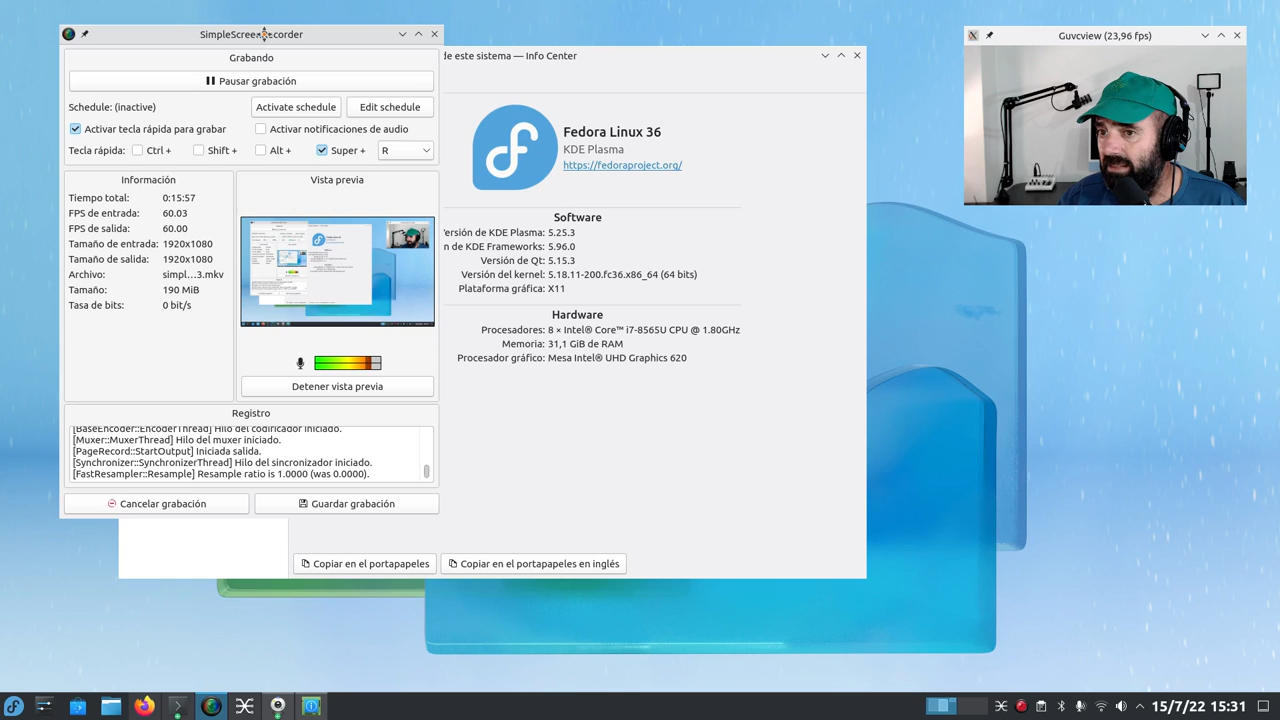 SimpleScreenRecorder
Grabando
Pausar grabación
Schedule: (inactive)
Activate schedule
Edit schedule
Activar tecla rápida para grabar
Activar notificaciones de audio
Tecla rápida:
Ctrl +
Shift +
Alt +
Super +
R
Información
Tiempo total: 0:15:57
FPS de entrada: 60.03
FPS de salida: 60.00
Tamaño de entrada: 1920x1080
Tamaño de salida: 1920x1080
Archivo: simpl...3.mkv
Tamaño: 190 MiB
Tasa de bits: 0 bit/s
Vista previa
Detener vista previa
Registro
[BaseEncoder::EncoderThread] Hilo del codificador iniciado.
[Muxer::MuxerThread] Hilo del muxer iniciado.
[PageRecord::StartOutput] Iniciada salida.
[Synchronizer::SynchronizerThread] Hilo del sincronizador iniciado.
[FastResampler::Resample] Resample ratio is 1.0000 (was 0.0000).
Cancelar grabación
Guardar grabación
de este sistema — Info Center
Fedora Linux 36
KDE Plasma
https://fedoraproject.org/
Software
Versión de KDE Plasma: 5.25.3
n de KDE Frameworks: 5.96.0
Versión de Qt: 5.15.3
Versión del kernel: 5.18.11-200.fc36.x86_64 (64 bits)
Plataforma gráfica: X11
Hardware
Procesadores: 8 × Intel® Core™ i7-8565U CPU @ 1.80GHz
Memoria: 31,1 GiB de RAM
Procesador gráfico: Mesa Intel® UHD Graphics 620
Copiar en el portapapeles
Copiar en el portapapeles en inglés
Guvcview (23,96 fps)
15/7/22 15:31